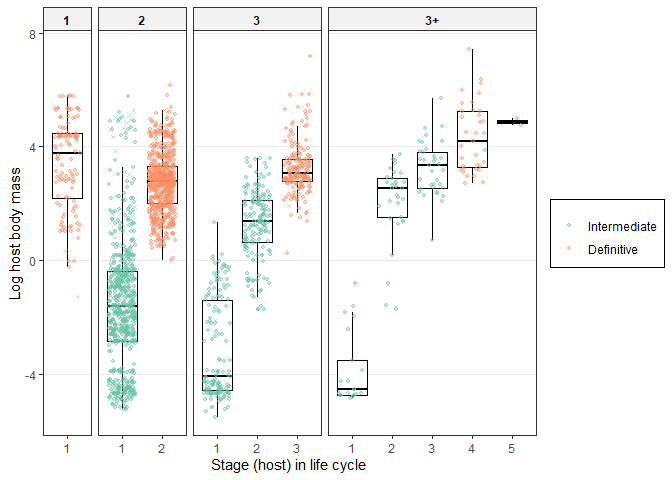 1 2 3 3+
8
4
0
-4
Log host body mass
1 1 2 1 2 3 1 2 3 4 5
Stage (host) in life cycle
Intermediate
Definitive